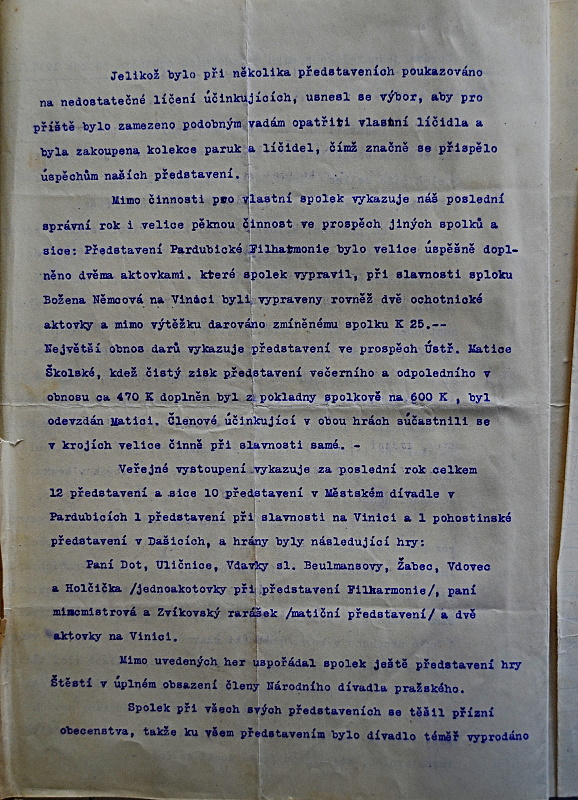 Jelikož bylo při několika představeních poukazováno
na nedostatečné líčení účinkujících, usnesl se výbor, aby pro
příště bylo zamezeno podobným vadám opatřiti vlastní líčidla a
byla zakoupena kolekce paruk a líčidel, čímž značně se přispělo
úspěchům našich představení.
Mimo činnosti pro vlastní spolek vykazuje náš poslední
správní rok i velice pěknou činnost ve prospěch jiných spolků a
sice: Představení Pardubické Filharmonie bylo velice úspěšně dopl-
něno dvěma aktovkami. které spolek vypravil, při slavnosti sploku
Božena Němcová na Vináci byli vypraveny rovněž dvě ochotnické
aktovky a mimo výtěžku darováno zmíněnému spolku K 25.--
Největší obnos darů vykazuje představení ve prospěch Ústř. Matice
Školské, kdež čistý zisk představení večerního a odpoledního v
obnosu ca 470 K doplněn byl z pokladny spolkově na 600 K , byl
odevzdán Matici. Členové účinkující v obou hrách súčastnili se
v krojích velice činně při slavnosti samé. -
Veřejné vystoupení vykazuje za poslední rok celkem
12 představení a sice 10 představení v Městském dívadle v
Pardubicích 1 představení při slavnosti na Vinici a 1 pohostinské
představení v Dašicích, a hrány byly následující hry:
Paní Dot, Uličnice, Vdavky sl. Beulmansovy, Žabec, Vdovec
a Holčička /jednoakotovky při představení Filkarmonie/, paní
mincmistrová a Zvíkovský rarášek /matiční představení/ a dvě
aktovky na Vinici.
Mimo uvedených her uspořádal spolek ještě představení hry
Štěstí v úplném obsazení členy Národního dívadla pražského.
Spolek při všech svých představeních se těšil přízni
obecenstva, takže ku všem představením bylo dívadlo téměř vyprodáno